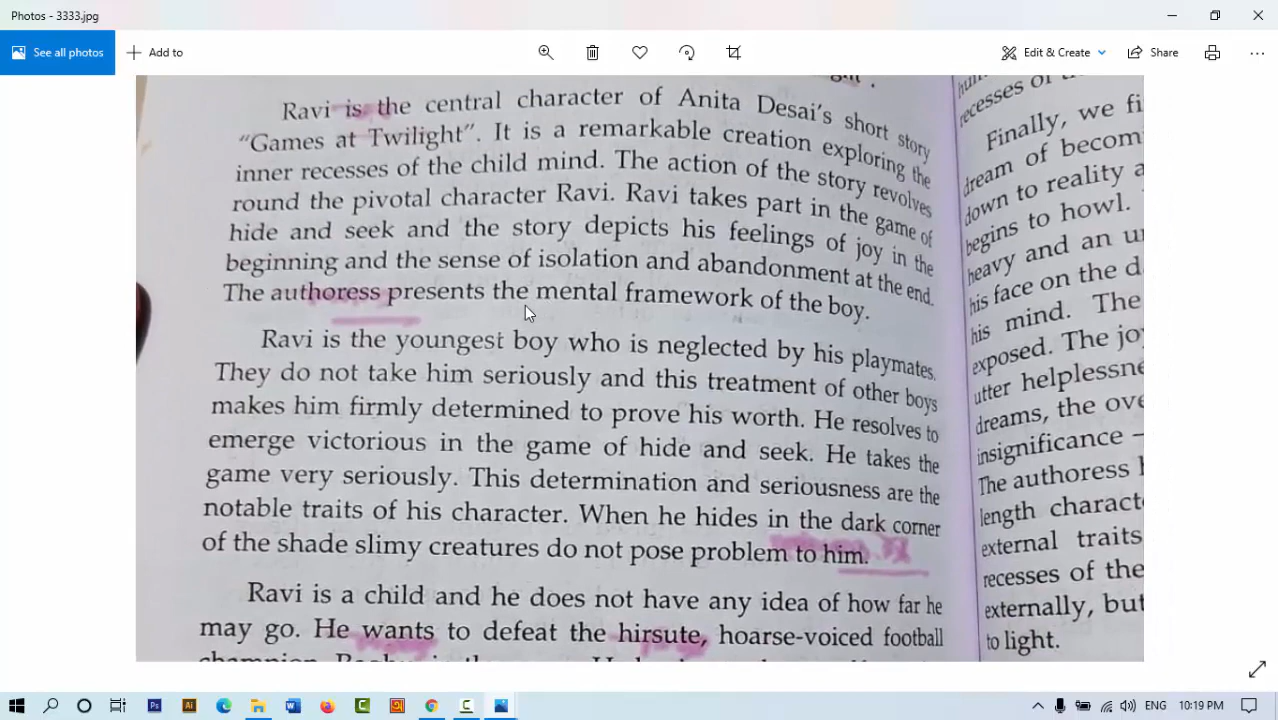 Photos - 3333.jpg
See all photos
Add to
Edit & Create
Share
Ravi is the central character of Anita Desai's short story
"Games at Twilight". It is a remarkable creation exploring the
inner recesses of the child mind. The action of the story revolves
round the pivotal character Ravi. Ravi takes part in the game of
hide and seek and the story depicts his feelings of joy in the
beginning and the sense of isolation and abandonment at the end.
The authoress presents the mental framework of the boy.
Ravi is the youngest boy who is neglected by his playmates.
They do not take him seriously and this treatment of other boys
makes him firmly determined to prove his worth. He resolves to
emerge victorious in the game of hide and seek. He takes the
game very seriously. This determination and seriousness are the
notable traits of his character. When he hides in the dark corner
of the shade slimy creatures do not pose problem to him.
Ravi is a child and he does not have any idea of how far he
may go. He wants to defeat the hirsute, hoarse-voiced football
recesses of
Finally, we fi
dream of becom
down to reality a
begins to howl.
heavy and an u
his face on the d
his mind. The
exposed. The jo
utter helplessne
dreams, the ove
insignificance –
The authoress h
length charact
external traits
recesses of the
externally, but
to light.
Ps
Ai
ENG
10:19 PM